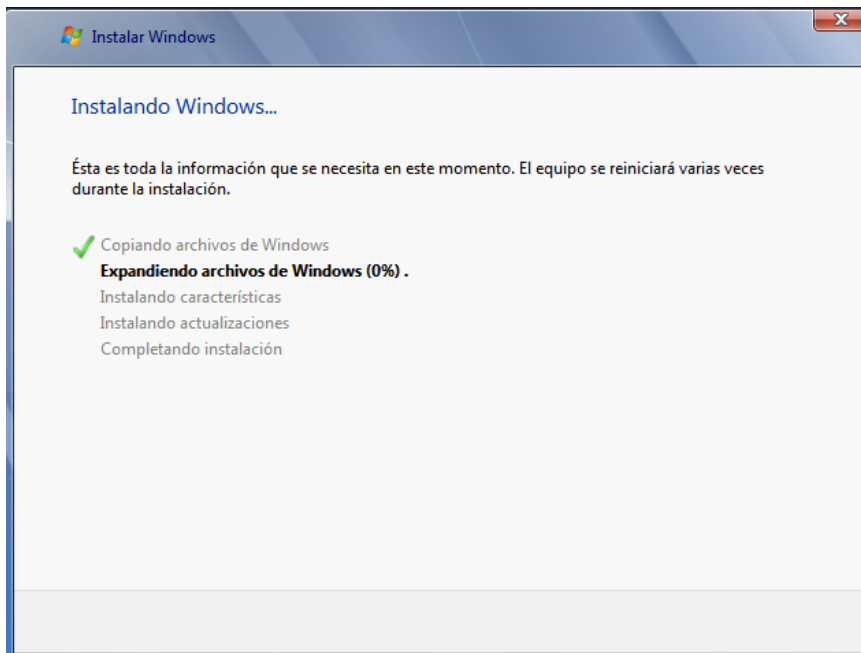 Instalar Windows
Instalando Windows...
Ésta es toda la información que se necesita en este momento. El equipo se reiniciará varias veces
durante la instalación.
Copiando archivos de Windows
Expandiendo archivos de Windows (0%) .
Instalando características
Instalando actualizaciones
Completando instalación